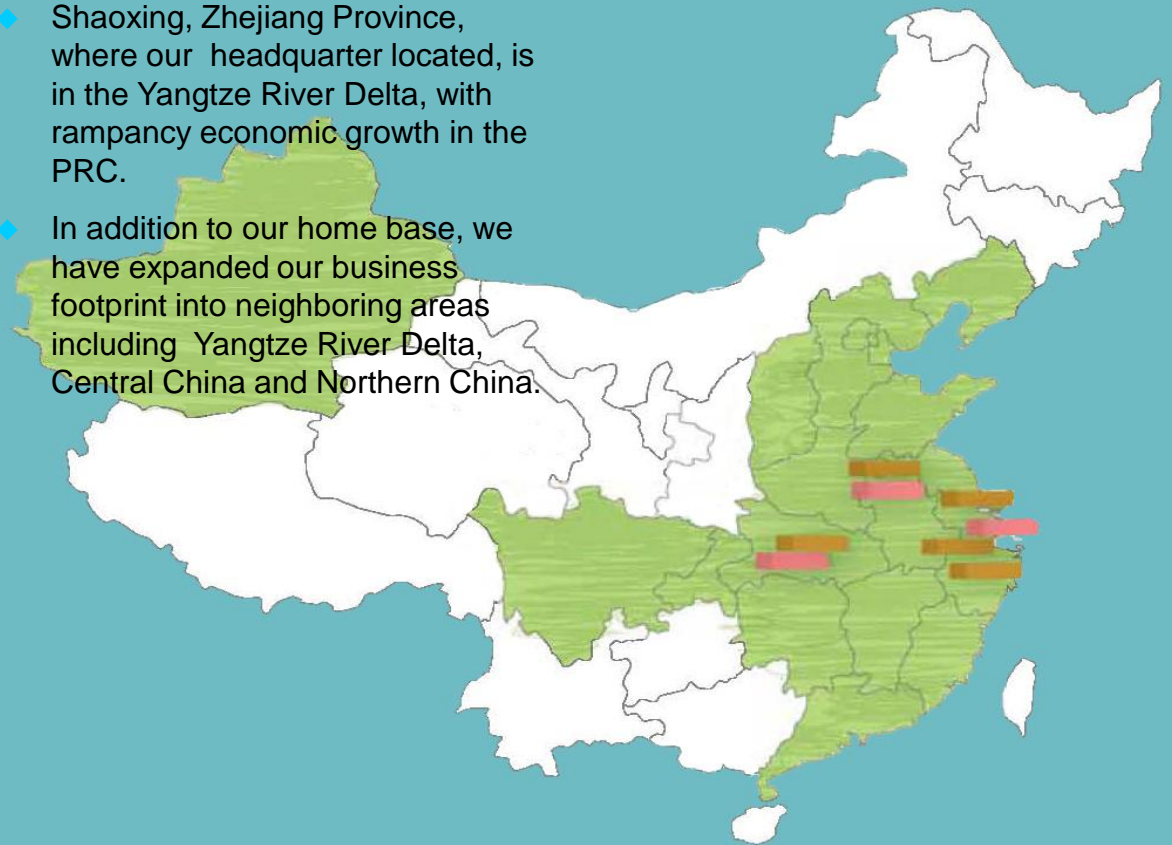 Shaoxing, Zhejiang Province,
where our  headquarter located, is
in the Yangtze River Delta, with
rampancy economic growth in the
PRC.
In addition to our home base, we
have expanded our business
footprint into neighboring areas
including  Yangtze River Delta,
Central China and Northern China.